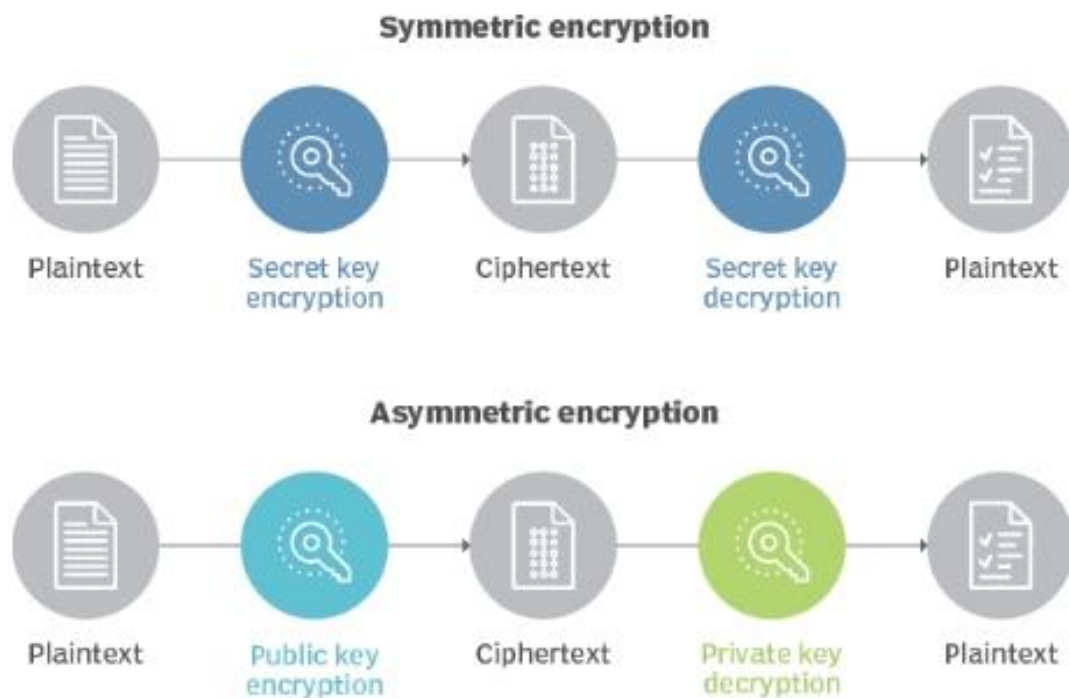 Symmetric encryption
Plaintext
Secret key
encryption
Ciphertext
Secret key
decryption
Plaintext
Asymmetric encryption
Plaintext
Public key
encryption
Ciphertext
Private key
decryption
Plaintext